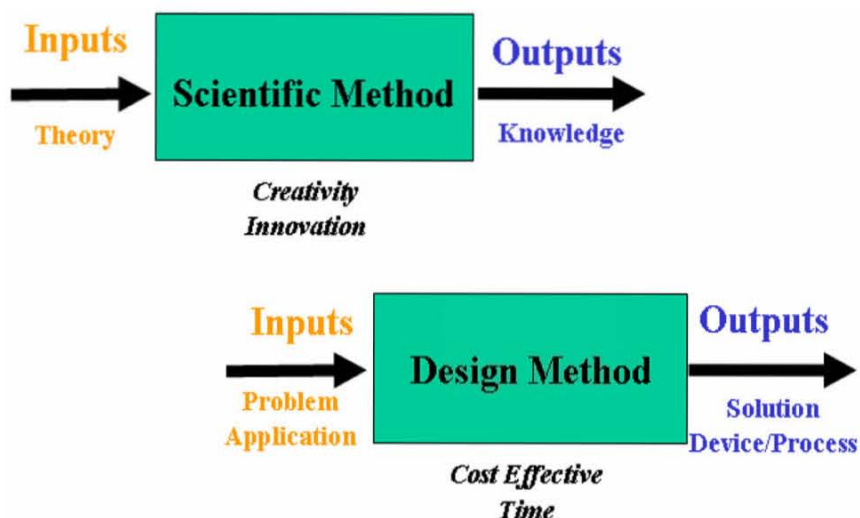 Inputs
Theory
Scientific Method
Outputs
Knowledge
Creativity
Innovation
Inputs
Problem
Application
Design Method
Outputs
Solution
Device/Process
Cost Effective
Time